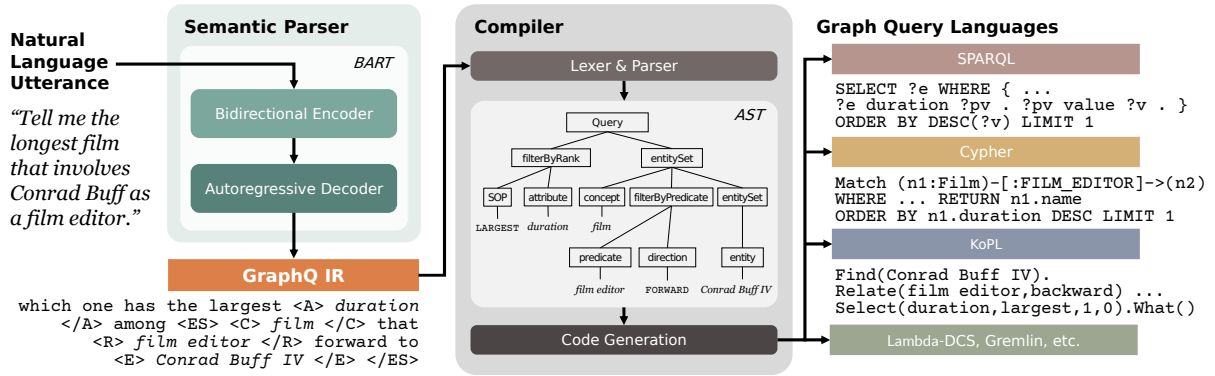 Natural
Language
Utterance
“Tell me the
longest film
that involves
Conrad Buff as
a film editor.”
Semantic Parser
BART
Bidirectional Encoder
Autoregressive Decoder
GraphQ IR
which one has the largest <A> duration
</A> among <ES> <C> film </C> that
<R> film editor </R> forward to
<E> Conrad Buff IV </E> </ES>
Compiler
Lexer & Parser
AST
Query
filterByRank entitySet
SOP attribute concept filterByPredicate entitySet
LARGEST duration film
predicate direction entity
film editor FORWARD Conrad Buff IV
Code Generation
Graph Query Languages
SPARQL
SELECT ?e WHERE { ...
?e duration ?pv . ?pv value ?v . }
ORDER BY DESC(?v) LIMIT 1
Cypher
Match (n1:Film)-[:FILM_EDITOR]->(n2)
WHERE ... RETURN n1.name
ORDER BY n1.duration DESC LIMIT 1
KoPL
Find(Conrad Buff IV).
Relate(film editor,backward) ...
Select(duration,largest,1,0).What()
Lambda-DCS, Gremlin, etc.